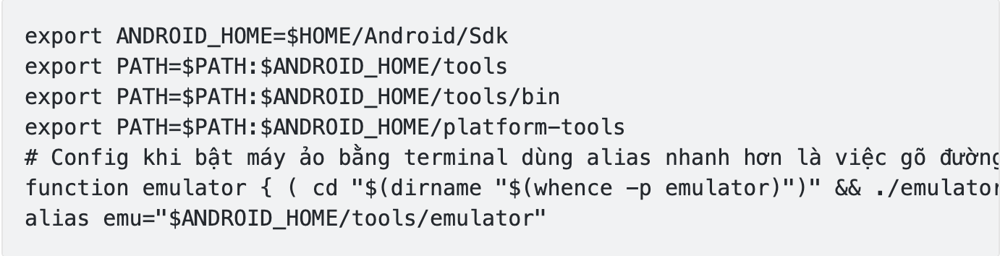 export ANDROID_HOME=$HOME/Android/Sdk
export PATH=$PATH:$ANDROID_HOME/tools
export PATH=$PATH:$ANDROID_HOME/tools/bin
export PATH=$PATH:$ANDROID_HOME/platform-tools
# Config khi bật máy ảo bằng terminal dùng alias nhanh hơn là việc gõ đường
function emulator { ( cd "$(dirname "$(whence -p emulator)")" && ./emulator
alias emu="$ANDROID_HOME/tools/emulator"